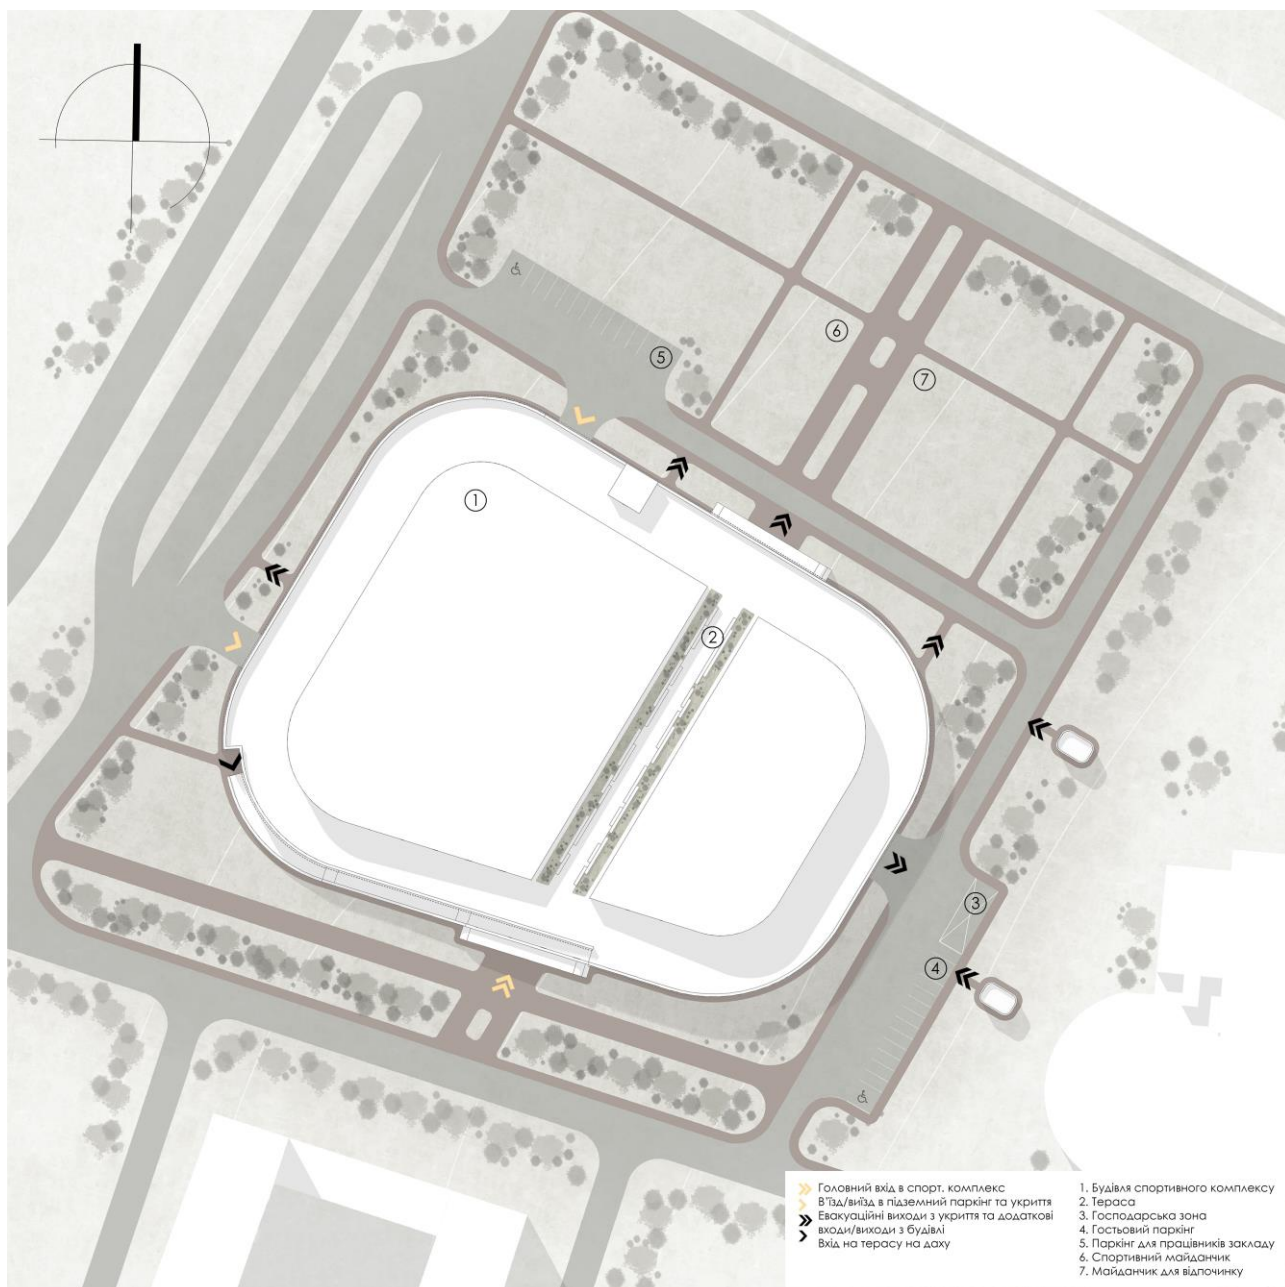 6
5
7
1
2
3
4
Головний вхід в спорт. комплекс
В'їзд/виїзд в підземний паркінг та укриття
Евакуаційні виходи з укриття та додаткові
входи/виходи з будівлі
Вхід на терасу на даху
1. Будівля спортивного комплексу
2. Тераса
3. Господарська зона
4. Гостьовий паркінг
5. Паркінг для працівників закладу
6. Спортивний майданчик
7. Майданчик для відпочинку